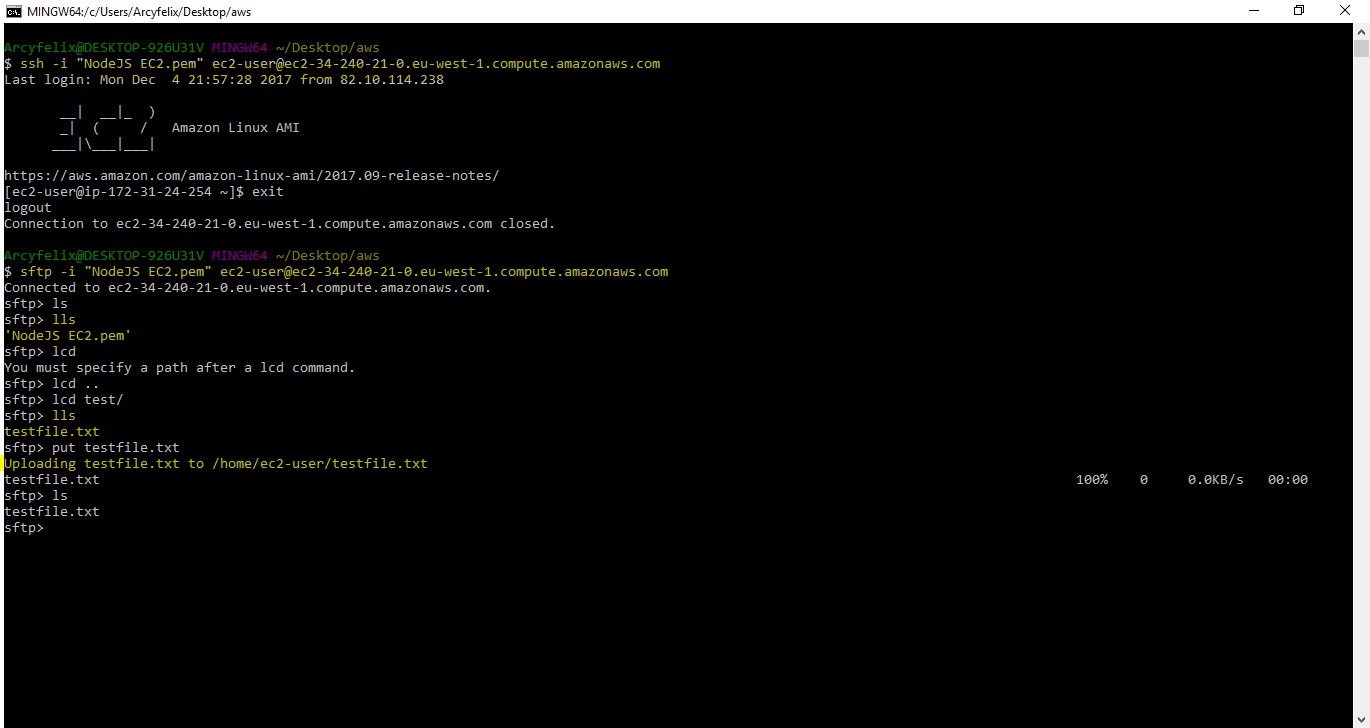 MINGW64:/c/Users/Arcyfelix/Desktop/aws
Arcyfelix@DESKTOP-926U31V MINGW64 ~/Desktop/aws
$ ssh -i "NodeJS EC2.pem" ec2-user@ec2-34-240-21-0.eu-west-1.compute.amazonaws.com
Last login: Mon Dec  4 21:57:28 2017 from 82.10.114.238
       __|  __|_  )
       _|  (     /   Amazon Linux AMI
      ___|\___|___|
https://aws.amazon.com/amazon-linux-ami/2017.09-release-notes/
[ec2-user@ip-172-31-24-254 ~]$ exit
logout
Connection to ec2-34-240-21-0.eu-west-1.compute.amazonaws.com closed.
Arcyfelix@DESKTOP-926U31V MINGW64 ~/Desktop/aws
$ sftp -i "NodeJS EC2.pem" ec2-user@ec2-34-240-21-0.eu-west-1.compute.amazonaws.com
Connected to ec2-34-240-21-0.eu-west-1.compute.amazonaws.com.
sftp> ls
sftp> lls
'NodeJS EC2.pem'
sftp> lcd
You must specify a path after a lcd command.
sftp> lcd ..
sftp> lcd test/
sftp> lls
testfile.txt
sftp> put testfile.txt
Uploading testfile.txt to /home/ec2-user/testfile.txt
testfile.txt 100% 0 0.0KB/s 00:00
sftp> ls
testfile.txt
sftp>